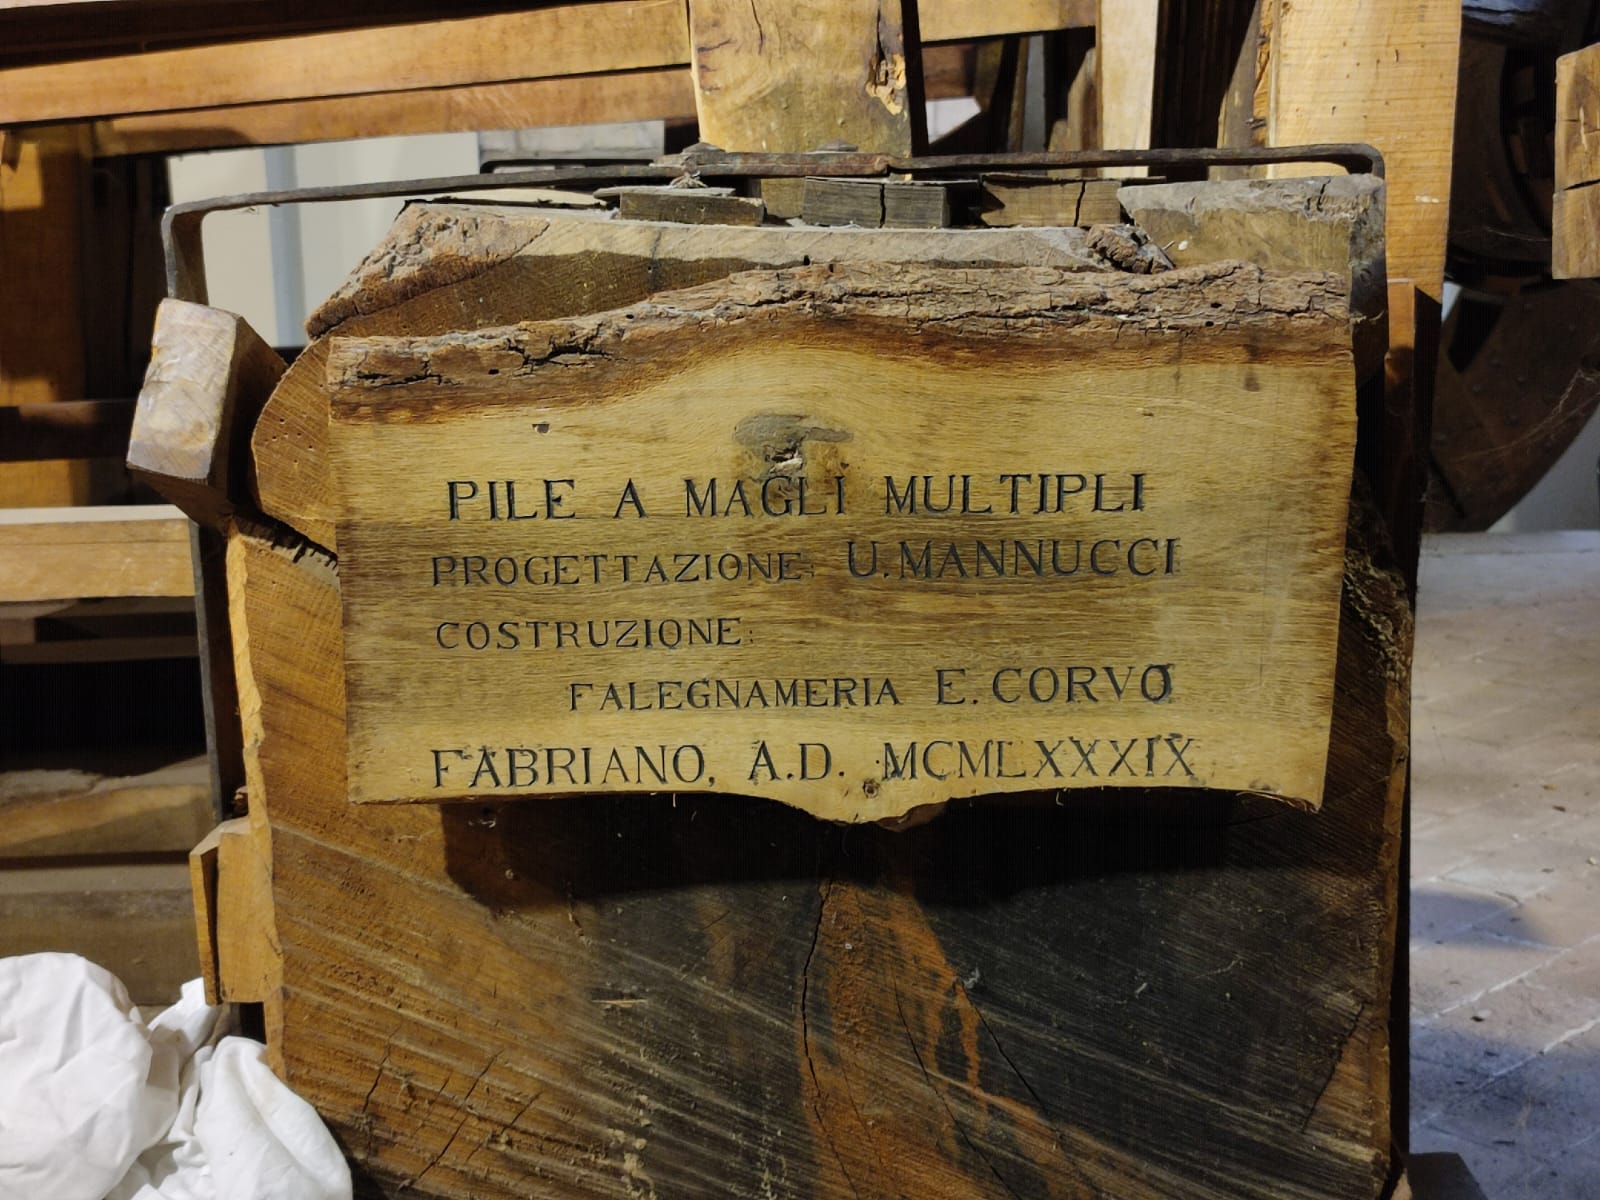 PILE A MAGLI MULTIPLI
PROGETTAZIONE: U.MANNUCCI
COSTRUZIONE:
FALEGNAMERIA E.CORVO
FABRIANO, A.D. MCMLXXXIX